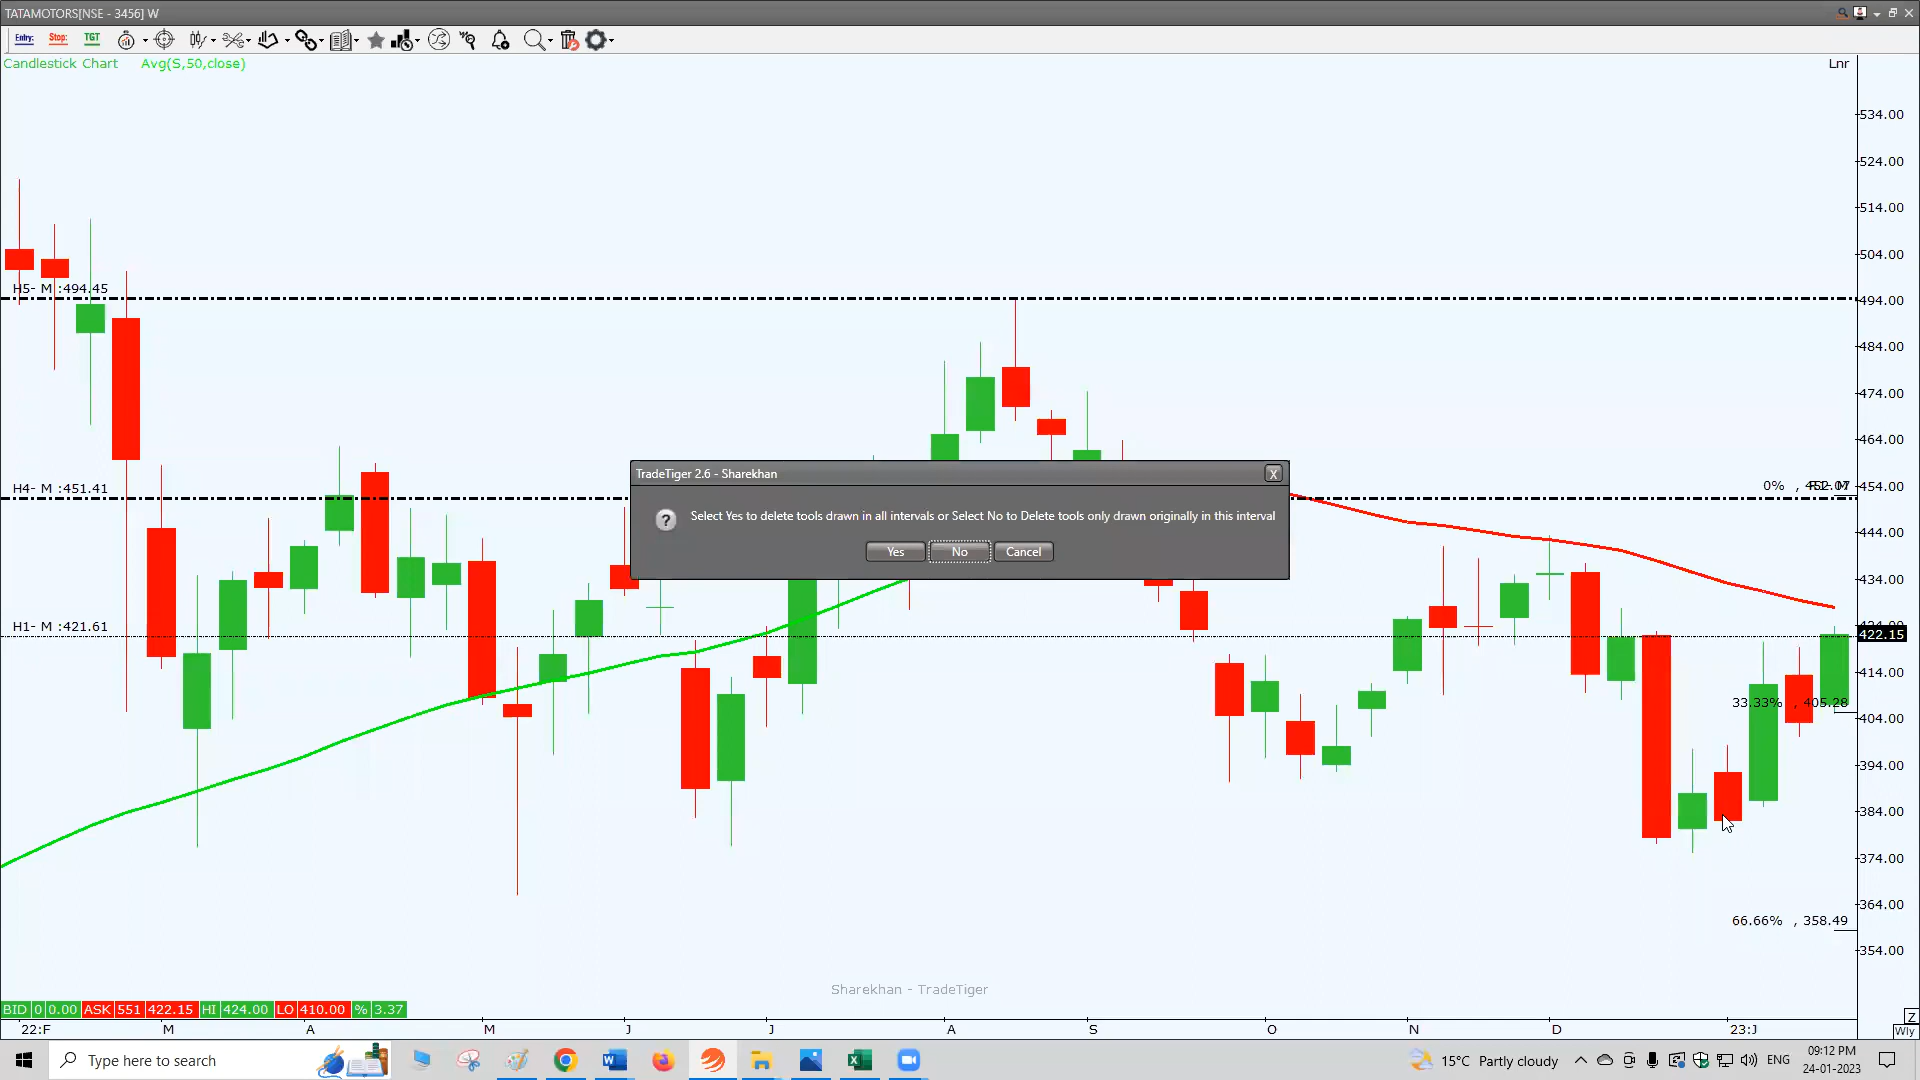 TATAMOTORS[NSE - 3456] W
Entry: Stop: TGT
Candlestick Chart Avg(S,50,close) Lnr
534.00
524.00
514.00
504.00
H5- M :494.45
494.00
484.00
474.00
464.00
TradeTiger 2.6 - Sharekhan
H4- M :451.41
0% ,
454.00
Select Yes to delete tools drawn in all intervals or Select No to Delete tools only drawn originally in this interval
444.00
Yes No Cancel
434.00
H1- M :421.61
424.00
422.15
414.00
33.33% , 405.28
404.00
394.00
384.00
374.00
364.00
66.66% , 358.49
354.00
Sharekhan - TradeTiger
BID 0 0.00 ASK 551 422.15 HI 424.00 LO 410.00 % 3.37
Z
22:F M A M J J A S O N D 23:J Wly
Type here to search
15°C Partly cloudy ENG 09:12 PM
24-01-2023